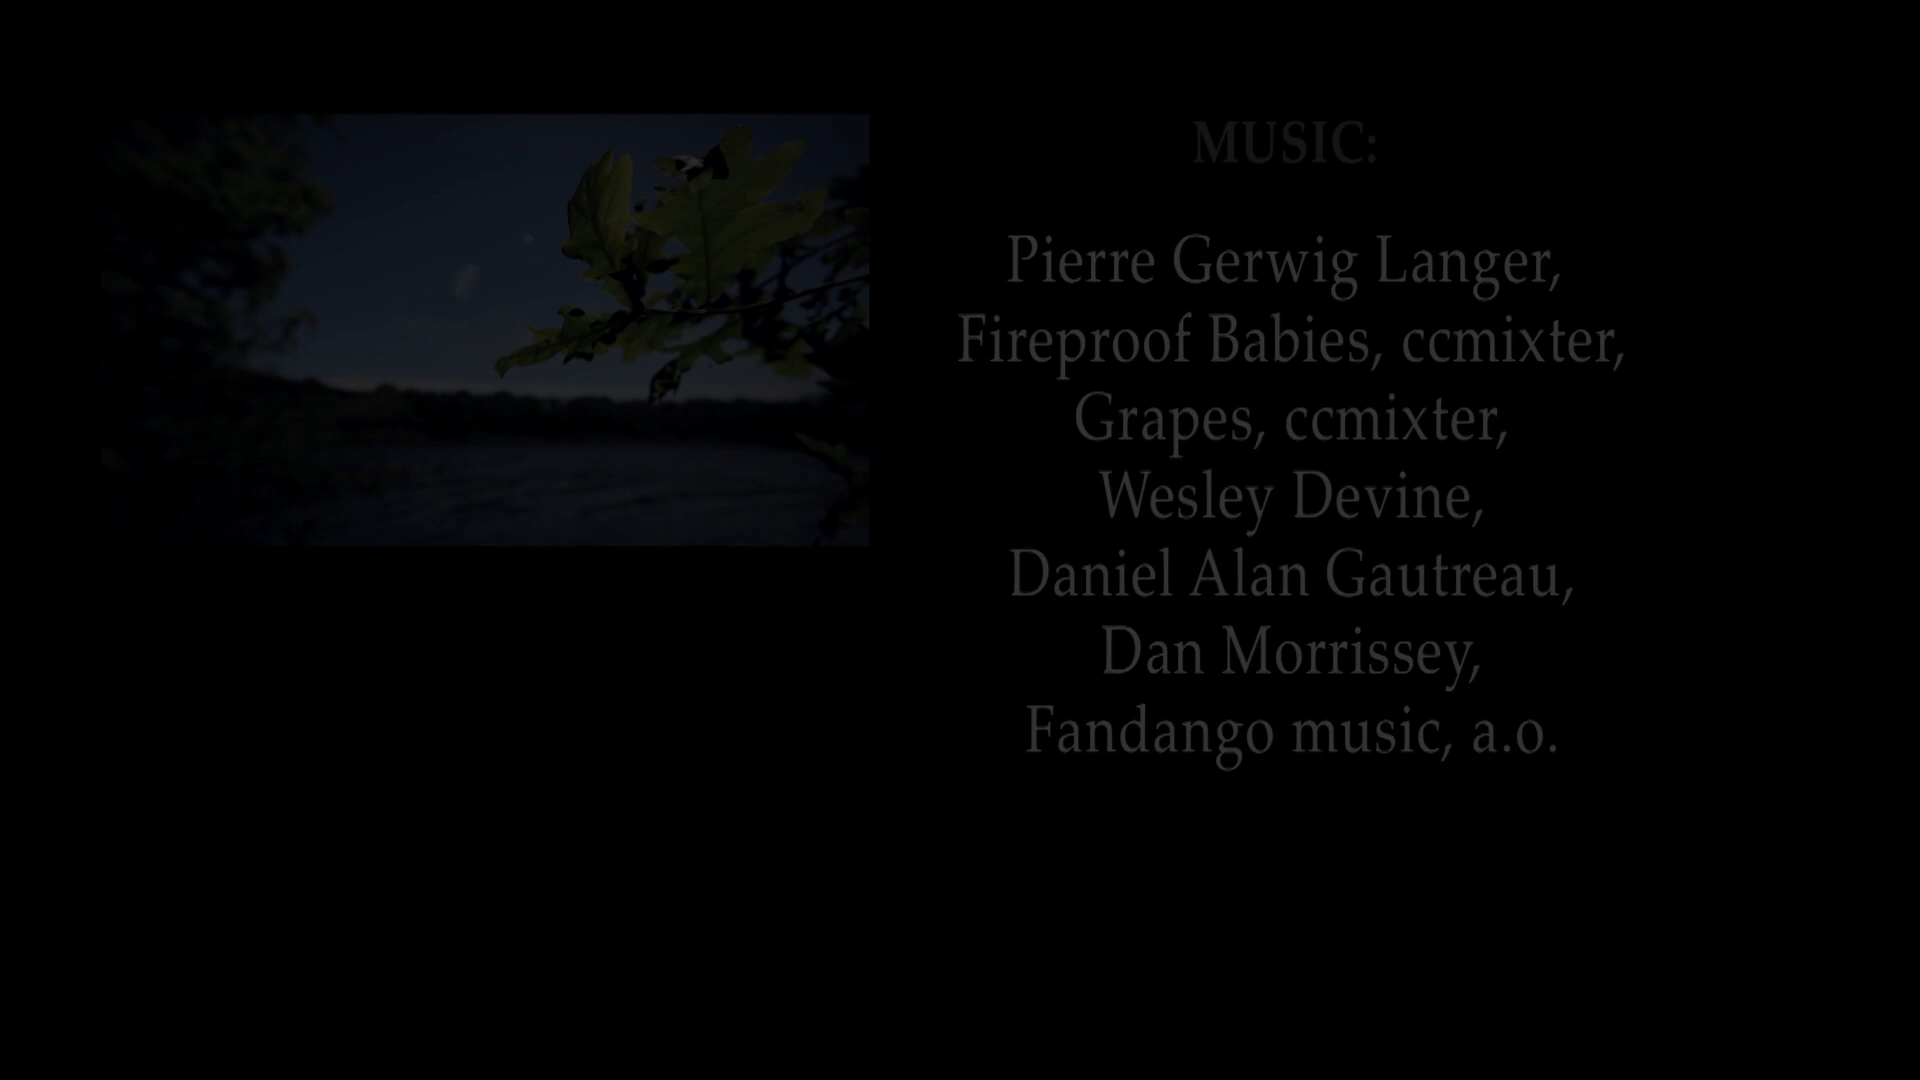 MUSIC:
Pierre Gerwig Langer,
Fireproof Babies, ccmixter,
Grapes, ccmixter,
Wesley Devine,
Daniel Alan Gautreau,
Dan Morrissey,
Fandango music, a.o.